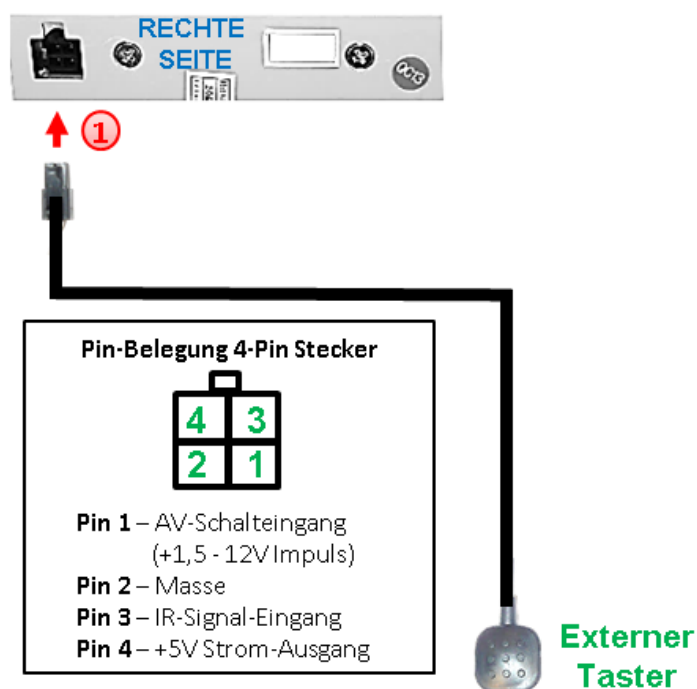 RECHTE
SEITE
QC13
1
Pin-Belegung 4-Pin Stecker
4 3
2 1
Pin 1 – AV-Schalteingang
(+1,5 - 12V Impuls)
Pin 2 – Masse
Pin 3 – IR-Signal-Eingang
Pin 4 – +5V Strom-Ausgang
Externer
Taster